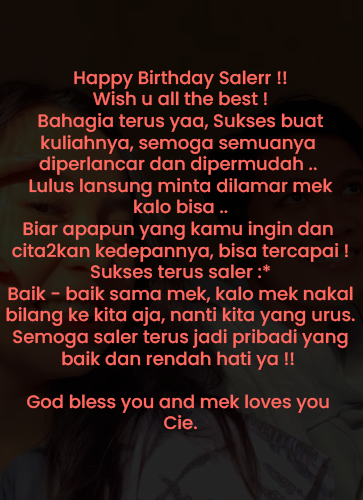 Happy Birthday Salerr !!
Wish u all the best !
Bahagia terus yaa, Sukses buat
kuliahnya, semoga semuanya
diperlancar dan dipermudah ..
Lulus lansung minta dilamar mek
kalo bisa ..
Biar apapun yang kamu ingin dan
cita2kan kedepannya, bisa tercapai !
Sukses terus saler :*
Baik - baik sama mek, kalo mek nakal
bilang ke kita aja, nanti kita yang urus.
Semoga saler terus jadi pribadi yang
baik dan rendah hati ya !!
God bless you and mek loves you
Cie.